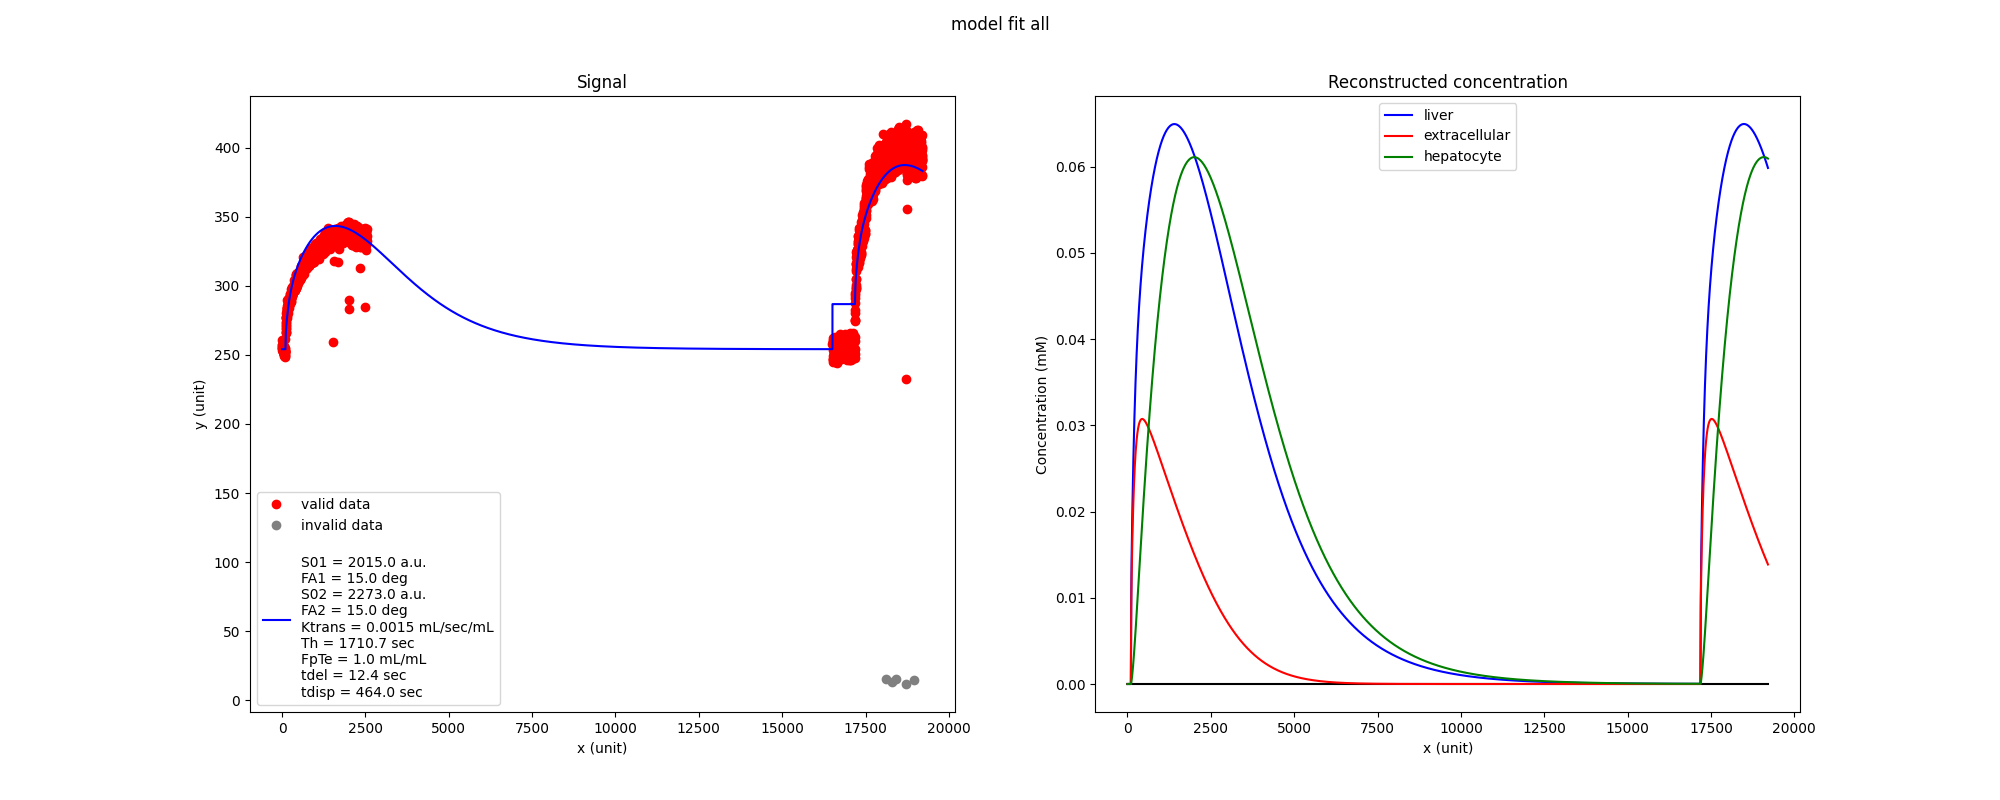 model fit all
Signal
400
350
300
250
200
150
100
50
0
y (unit)
valid data
invalid data
S01 = 2015.0 a.u.
FA1 = 15.0 deg
S02 = 2273.0 a.u.
FA2 = 15.0 deg
Ktrans = 0.0015 mL/sec/mL
Th = 1710.7 sec
FpTe = 1.0 mL/mL
tdel = 12.4 sec
tdisp = 464.0 sec
0 2500 5000 7500 10000 12500 15000 17500 20000
x (unit)
Reconstructed concentration
liver
extracellular
hepatocyte
0.06
0.05
0.04
0.03
0.02
0.01
0.00
Concentration (mM)
0 2500 5000 7500 10000 12500 15000 17500 20000
x (unit)